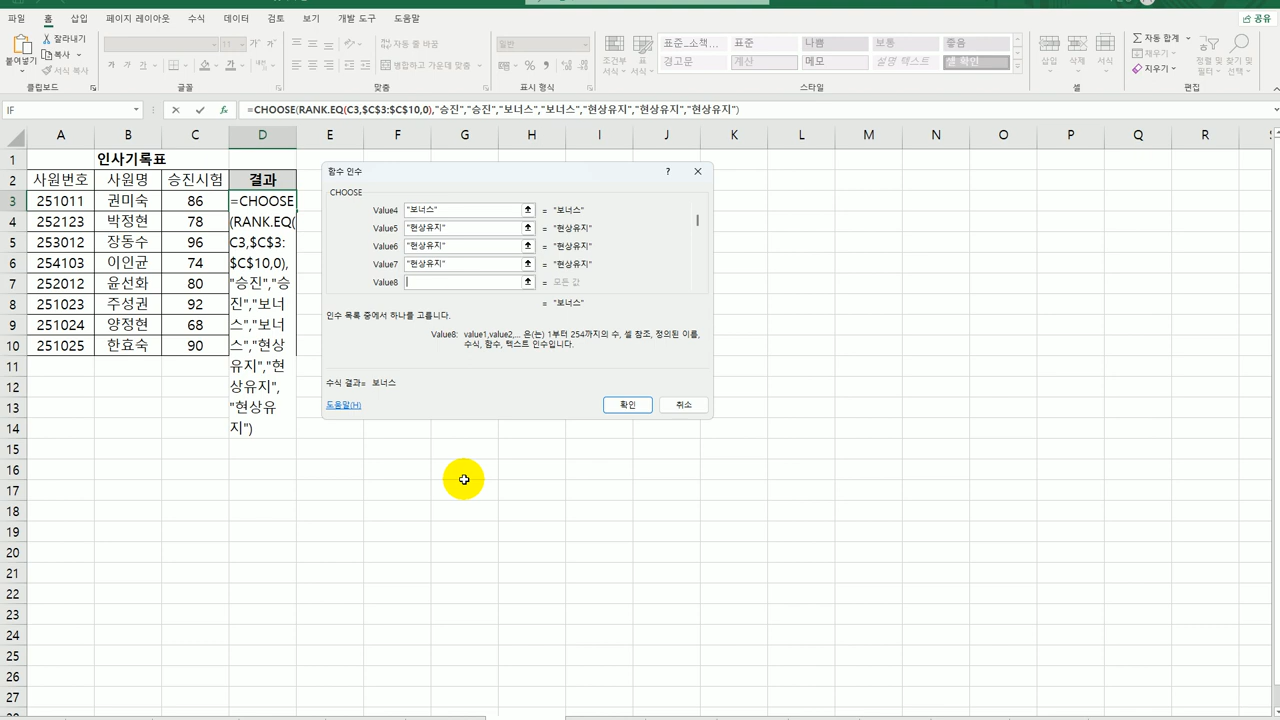 파일 홈 삽입 페이지 레이아웃 수식 데이터 검토 보기 개발 도구 도움말 공유
붙여넣기 잘라내기 복사 서식 복사 클립보드
11 가 가 글꼴
자동 줄 바꿈 병합하고 가운데 맞춤 맞춤
일반 % 표시 형식
조건부 서식 표 서식
표준_소책... 표준 나쁨 보통 좋음
경고문 계산 메모 설명 텍스트 셀 확인
스타일
삽입 삭제 서식 셀
자동 합계 채우기 지우기 정렬 및 필터 찾기 및 선택 편집
IF fx =CHOOSE(RANK.EQ(C3,$C$3:$C$10,0),"승진","승진","보너스","보너스","현상유지","현상유지","현상유지")
A B C D E F G H I J K L M N O P Q R
1 인사기록표
2 사원번호 사원명 승진시험 결과
3 251011 권미숙 86 =CHOOSE
4 252123 박정현 78 (RANK.EQ(
5 253012 장동수 96 C3,$C$3:
6 254103 이인균 74 $C$10,0),
7 252012 윤선화 80 "승진","승
8 251023 주성권 92 진","보너
9 251024 양정현 68 스","보너
10 251025 한효숙 90 스","현상
11 유지","현
12 상유지",
13 "현상유
14 지")
15
16
17
18
19
20
21
22
23
24
25
26
27
함수 인수 ?
CHOOSE
Value4 "보너스" = "보너스"
Value5 "현상유지" = "현상유지"
Value6 "현상유지" = "현상유지"
Value7 "현상유지" = "현상유지"
Value8 = 모든 값
= "보너스"
인수 목록 중에서 하나를 고릅니다.
Value8: value1,value2,... 은(는) 1부터 254까지의 수, 셀 참조, 정의된 이름,
수식, 함수, 텍스트 인수입니다.
수식 결과= 보너스
도움말(H) 확인 취소